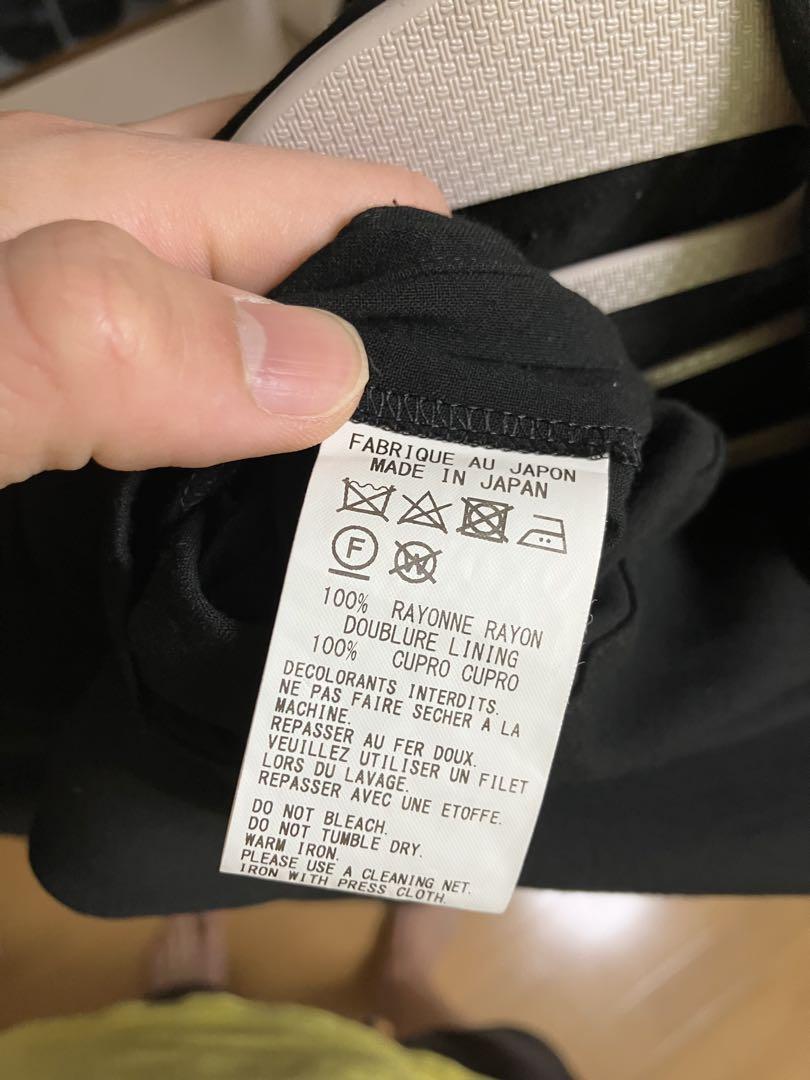 FABRIQUE AU JAPON
MADE IN JAPAN
F W
100% RAYONNE RAYON
DOUBLURE LINING
100% CUPRO CUPRO
DECOLORANTS INTERDITS.
NE PAS FAIRE SECHER A LA
MACHINE.
REPASSER AU FER DOUX.
VEUILLEZ UTILISER UN FILET
LORS DU LAVAGE.
REPASSER AVEC UNE ETOFFE.
DO NOT BLEACH.
DO NOT TUMBLE DRY.
WARM IRON.
PLEASE USE A CLEANING NET.
IRON WITH PRESS CLOTH.